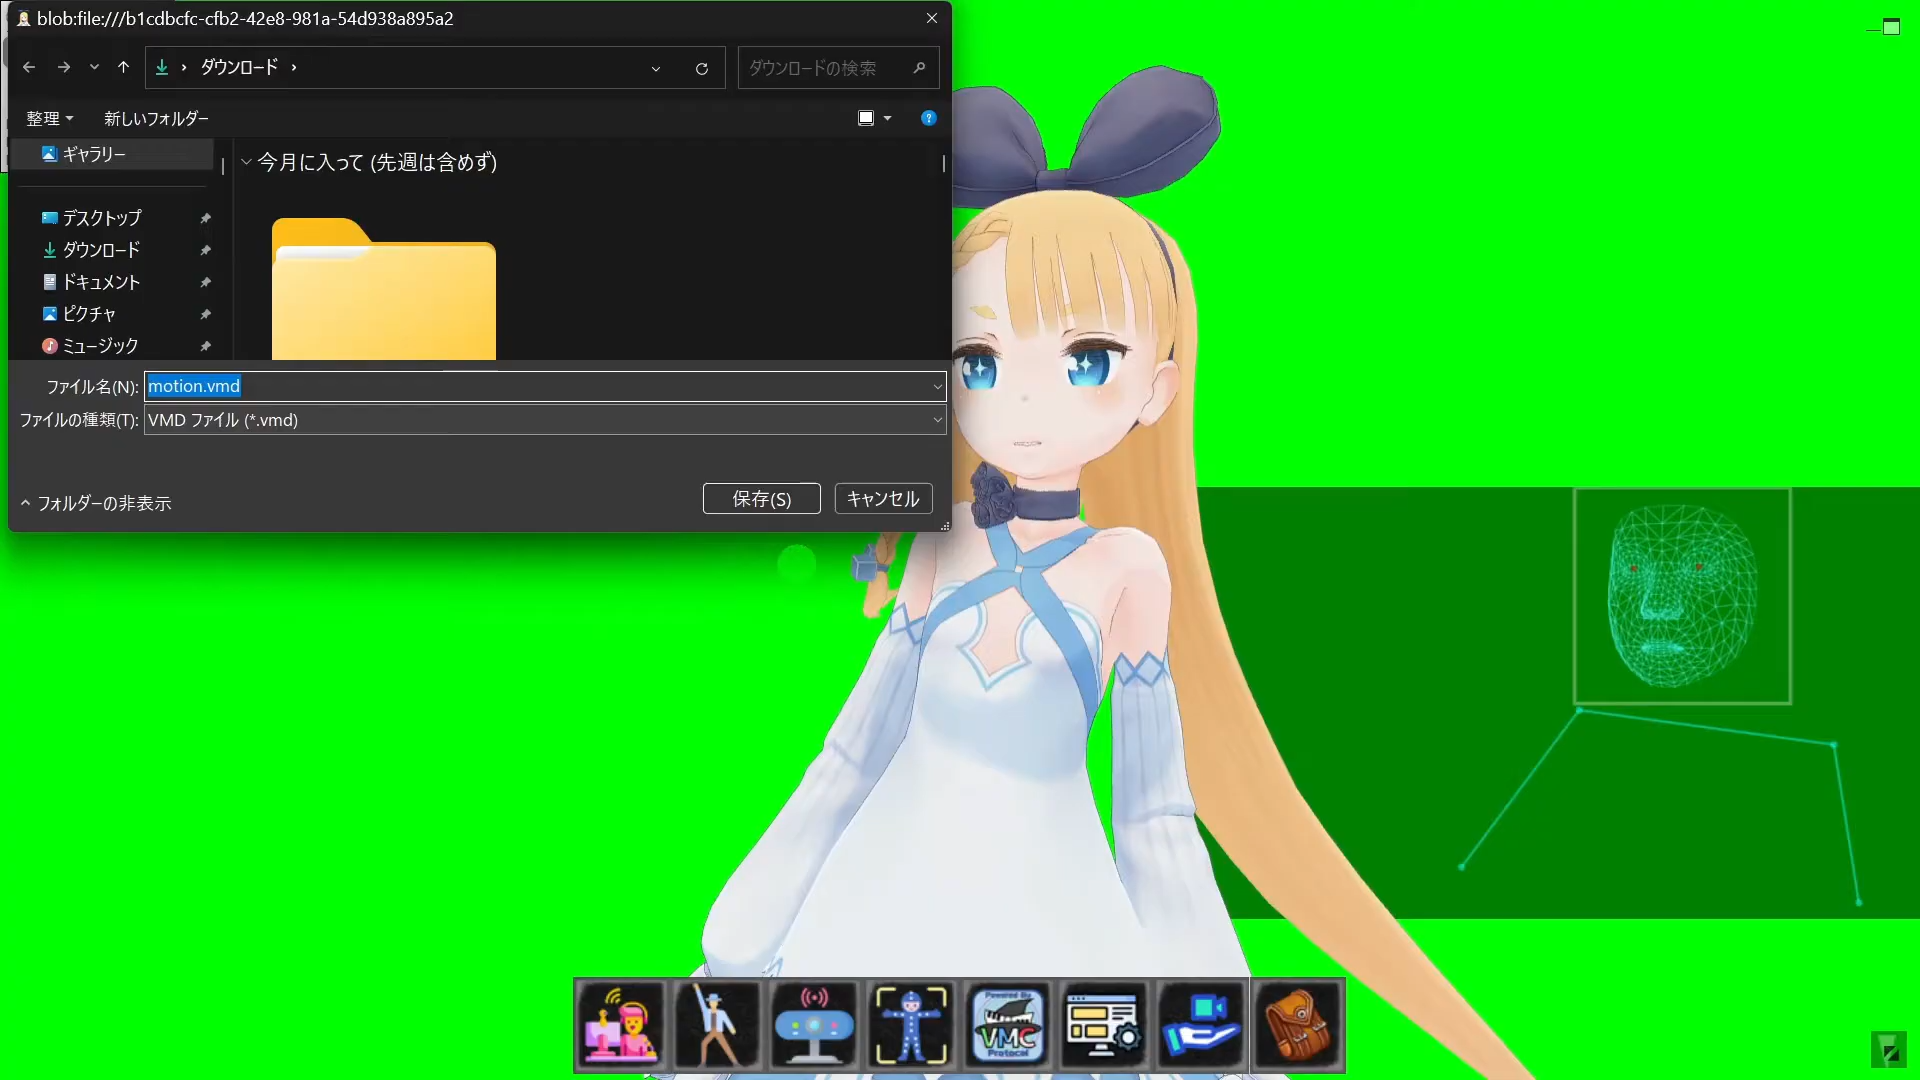 blob:file:///b1cdbcfc-cfb2-42e8-981a-54d938a895a2
ダウンロード
ダウンロードの検索
整理
新しいフォルダー
ギャラリー
今月に入って (先週は含めず)
デスクトップ
ダウンロード
ドキュメント
ピクチャ
ミュージック
ファイル名(N):
motion.vmd
ファイルの種類(T):
VMD ファイル (*.vmd)
フォルダーの非表示
保存(S)
キャンセル
Powered By
VMC
Protocol